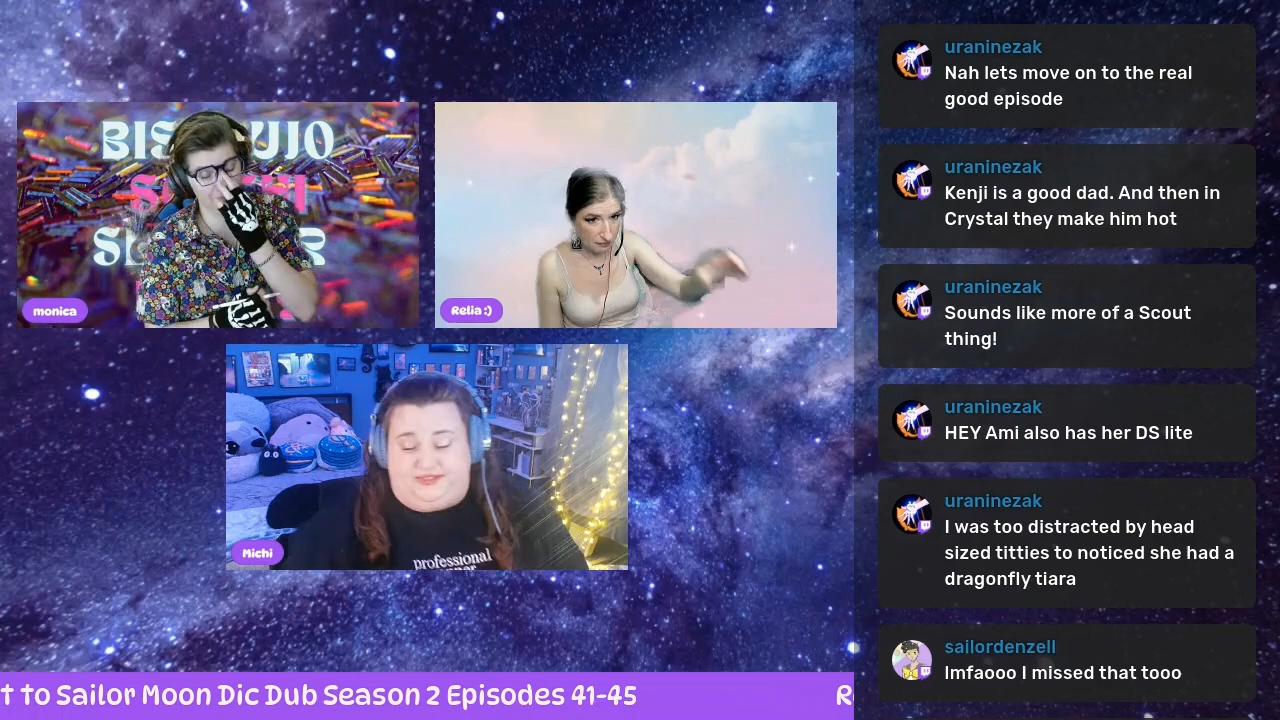 monica
Relia :)
professional
Michi
t to Sailor Moon Dic Dub Season 2 Episodes 41-45
R
uraninezak
Nah lets move on to the real
good episode
uraninezak
Kenji is a good dad. And then in
Crystal they make him hot
uraninezak
Sounds like more of a Scout
thing!
uraninezak
HEY Ami also has her DS lite
uraninezak
I was too distracted by head
sized titties to noticed she had a
dragonfly tiara
sailordenzell
lmfaooo I missed that tooo